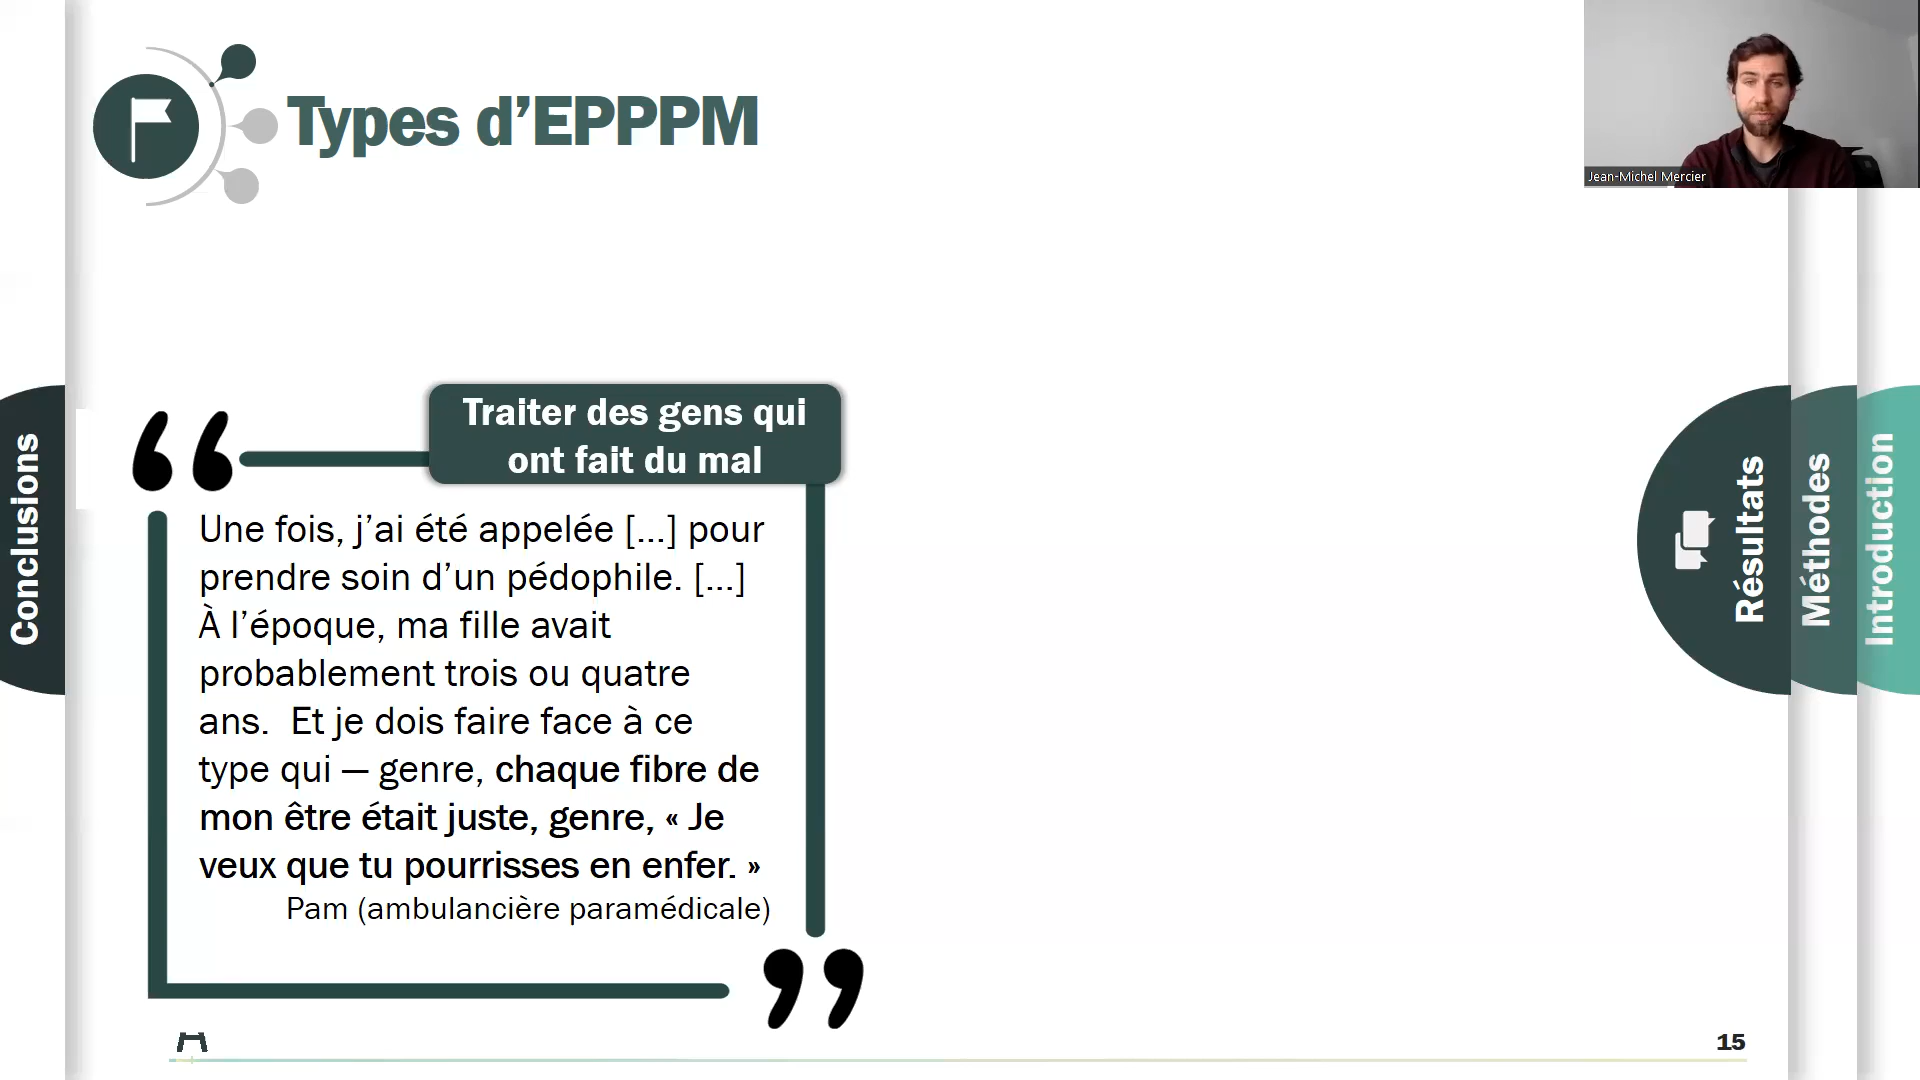 Types d’EPPPM
Jean-Michel Mercier
Traiter des gens qui
ont fait du mal
Une fois, j’ai été appelée [...] pour
prendre soin d’un pédophile. [...]
À l’époque, ma fille avait
probablement trois ou quatre
ans.  Et je dois faire face à ce
type qui — genre, chaque fibre de
mon être était juste, genre, « Je
veux que tu pourrisses en enfer. »
Pam (ambulancière paramédicale)
Conclusions
Résultats
Méthodes
Introduction
15